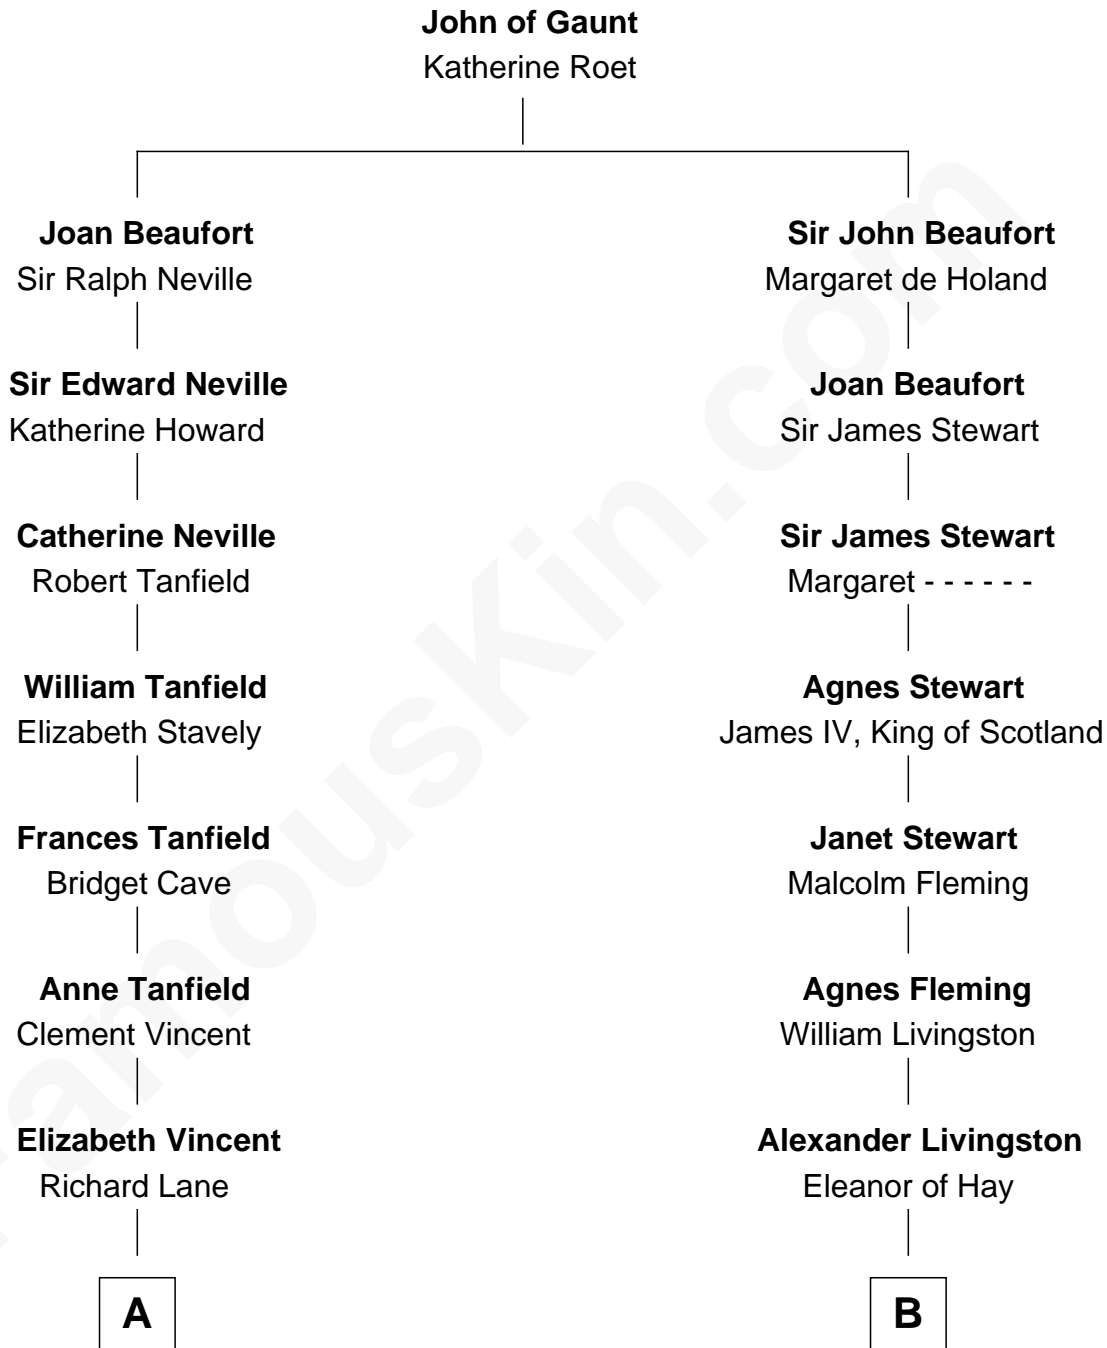 John of Gaunt
Katherine Roet
Joan Beaufort
Sir Ralph Neville
Sir John Beaufort
Margaret de Holand
Sir Edward Neville
Katherine Howard
Joan Beaufort
Sir James Stewart
Catherine Neville
Robert Tanfield
Sir James Stewart
Margaret - - - - - -
William Tanfield
Elizabeth Stavely
Agnes Stewart
James IV, King of Scotland
Frances Tanfield
Bridget Cave
Janet Stewart
Malcolm Fleming
Anne Tanfield
Clement Vincent
Agnes Fleming
William Livingston
Elizabeth Vincent
Richard Lane
Alexander Livingston
Eleanor of Hay
A
B
FamousKin.com